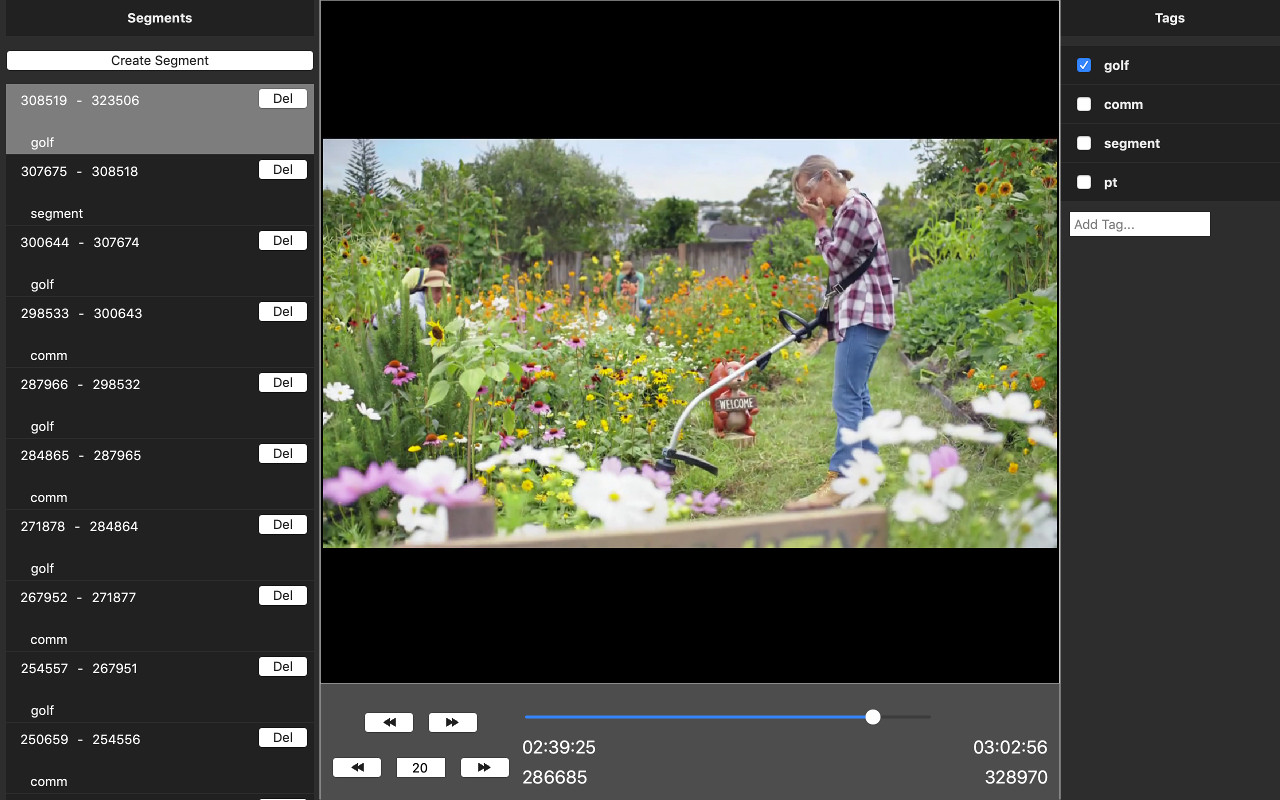 Segments
Create Segment
308519 - 323506 Del
golf
307675 - 308518 Del
segment
300644 - 307674 Del
golf
298533 - 300643 Del
comm
287966 - 298532 Del
golf
284865 - 287965 Del
comm
271878 - 284864 Del
golf
267952 - 271877 Del
comm
254557 - 267951 Del
golf
250659 - 254556 Del
comm
WELCOME
20
02:39:25 03:02:56
286685 328970
Tags
golf
comm
segment
pt
Add Tag...